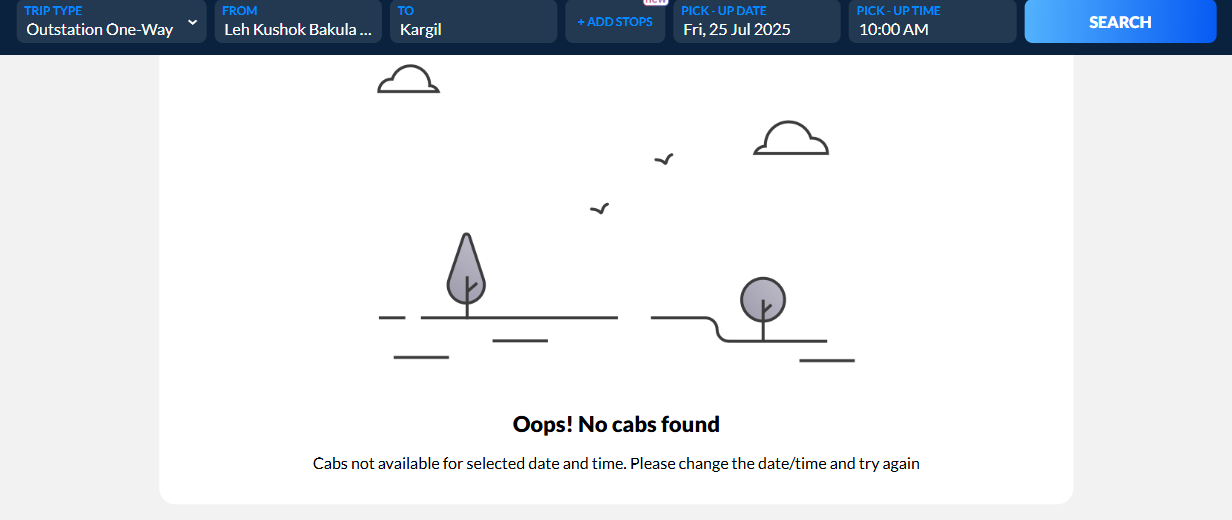 TRIP TYPE
Outstation One-Way
FROM
Leh Kushok Bakula ...
TO
Kargil
new
+ ADD STOPS
PICK - UP DATE
Fri, 25 Jul 2025
PICK - UP TIME
10:00 AM
SEARCH
Oops! No cabs found
Cabs not available for selected date and time. Please change the date/time and try again